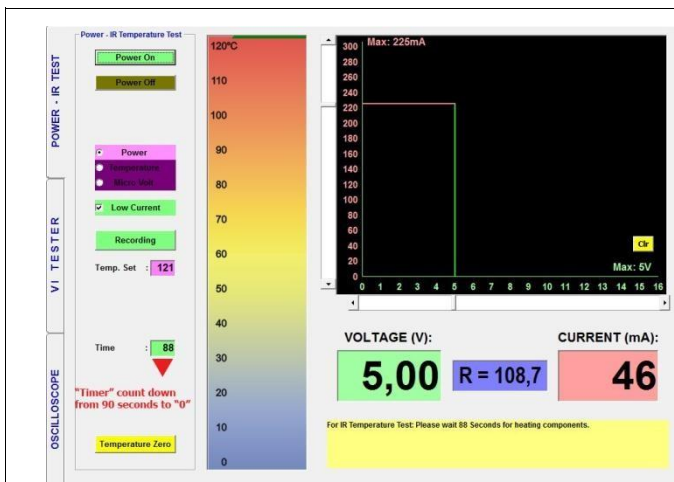 POWER - IR TEST
VI TESTER
OSCILLOSCOPE
Power - IR Temperature Test
Power On
Power Off
Power
Temperature
Micro Volt
Low Current
Recording
Temp. Set : 121
Time : 88
"Timer" count down
from 90 seconds to "0"
Temperature Zero
120°C
110
100
90
80
70
60
50
40
30
20
10
0
Max: 225mA
300
280
260
240
220
200
180
160
140
120
100
80
60
40
20
0
Clr
Max: 5V
0 1 2 3 4 5 6 7 8 9 10 11 12 13 14 15 16
VOLTAGE (V):
5,00
R = 108,7
CURRENT (mA):
46
For IR Temperature Test: Please wait 88 Seconds for heating components.